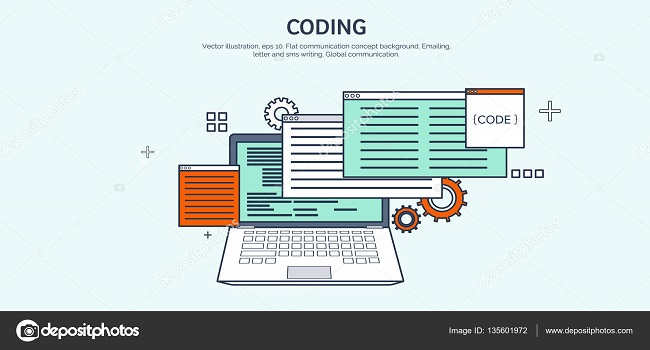 CODING
Vector illustration, eps 10. Flat communication concept background. Emailing,
letter and sms writing. Global communication.
{CODE }
depositphotos
Image ID: 135601972
www.depositphotos.com